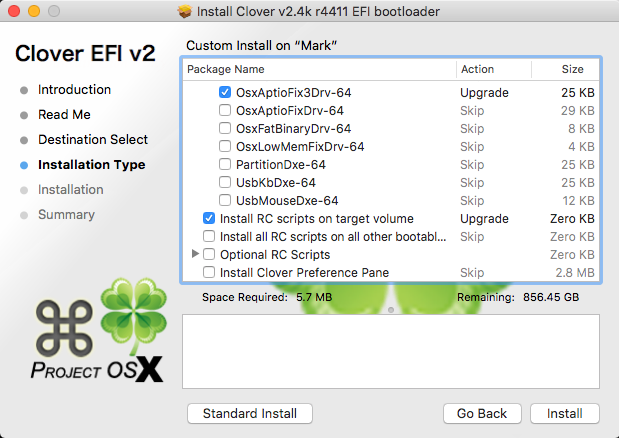 Install Clover v2.4k r4411 EFI bootloader
Clover EFI v2
Introduction
Read Me
Destination Select
Installation Type
Installation
Summary
PROJECT OSX
Custom Install on “Mark”
Package Name Action Size
OsxAptioFix3Drv-64 Upgrade 25 KB
OsxAptioFixDrv-64 Skip 29 KB
OsxFatBinaryDrv-64 Skip 8 KB
OsxLowMemFixDrv-64 Skip 4 KB
PartitionDxe-64 Skip 25 KB
UsbKbDxe-64 Skip 25 KB
UsbMouseDxe-64 Skip 12 KB
Install RC scripts on target volume Upgrade Zero KB
Install all RC scripts on all other bootabl... Skip Zero KB
Optional RC Scripts Zero KB
Install Clover Preference Pane Skip 2.8 MB
Space Required: 5.7 MB Remaining: 856.45 GB
Standard Install Go Back Install